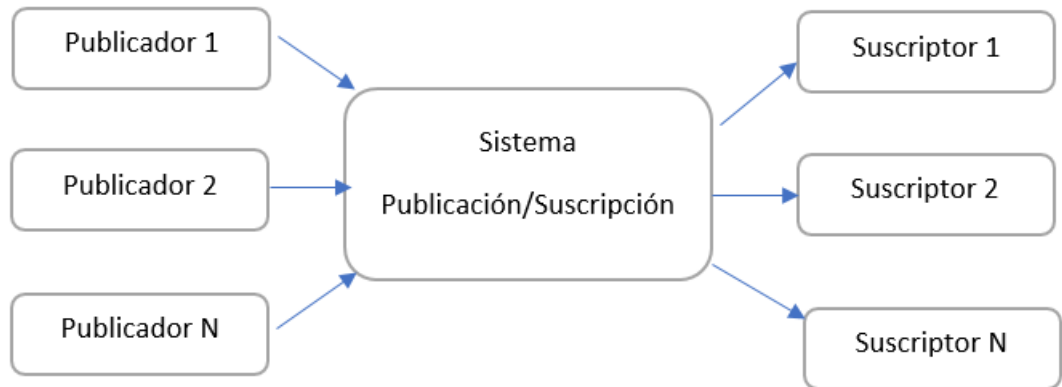 Publicador 1
Publicador 2
Publicador N
Sistema
Publicación/Suscripción
Suscriptor 1
Suscriptor 2
Suscriptor N